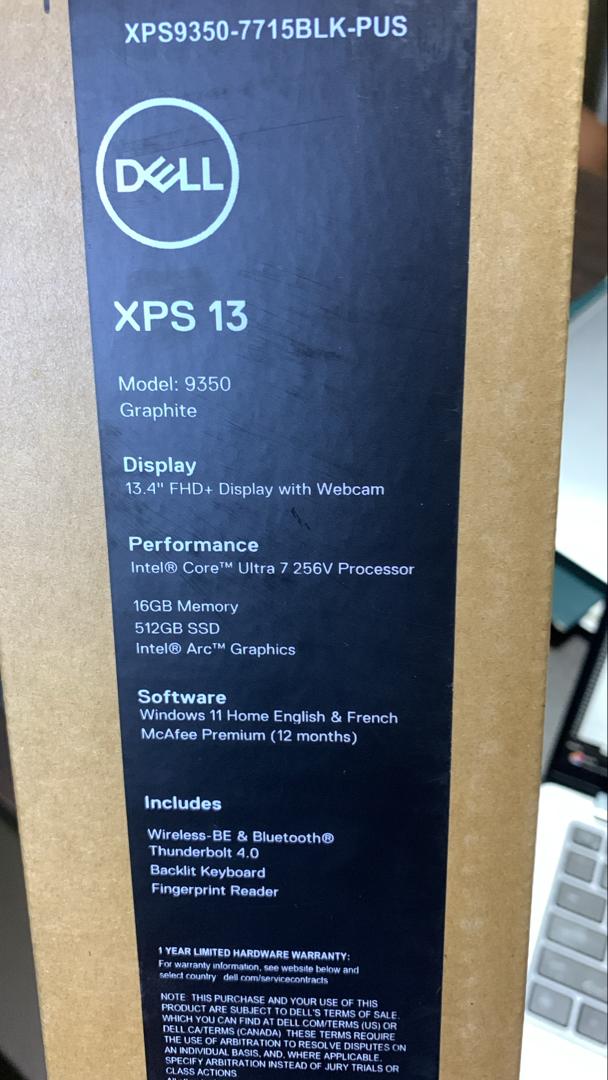 XPS9350-7715BLK-PUS
DELL
XPS 13
Model: 9350
Graphite
Display
13.4" FHD+ Display with Webcam
Performance
Intel® Core™ Ultra 7 256V Processor
16GB Memory
512GB SSD
Intel® Arc™ Graphics
Software
Windows 11 Home English & French
McAfee Premium (12 months)
Includes
Wireless-BE & Bluetooth®
Thunderbolt 4.0
Backlit Keyboard
Fingerprint Reader
1 YEAR LIMITED HARDWARE WARRANTY:
For warranty information, see website below and
select country dell com/servicecontracts
NOTE THIS PURCHASE AND YOUR USE OF THIS
PRODUCT ARE SUBJECT TO DELL'S TERMS OF SALE.
WHICH YOU CAN FIND AT DELL COM/TERMS (US) OR
DELL CA/TERMS (CANADA) THESE TERMS REQUIRE
THE USE OF ARBITRATION TO RESOLVE DISPUTES ON
AN INDIVIDUAL BASIS, AND, WHERE APPLICABLE,
SPECIFY ARBITRATION INSTEAD OF JURY TRIALS OR
CLASS ACTIONS